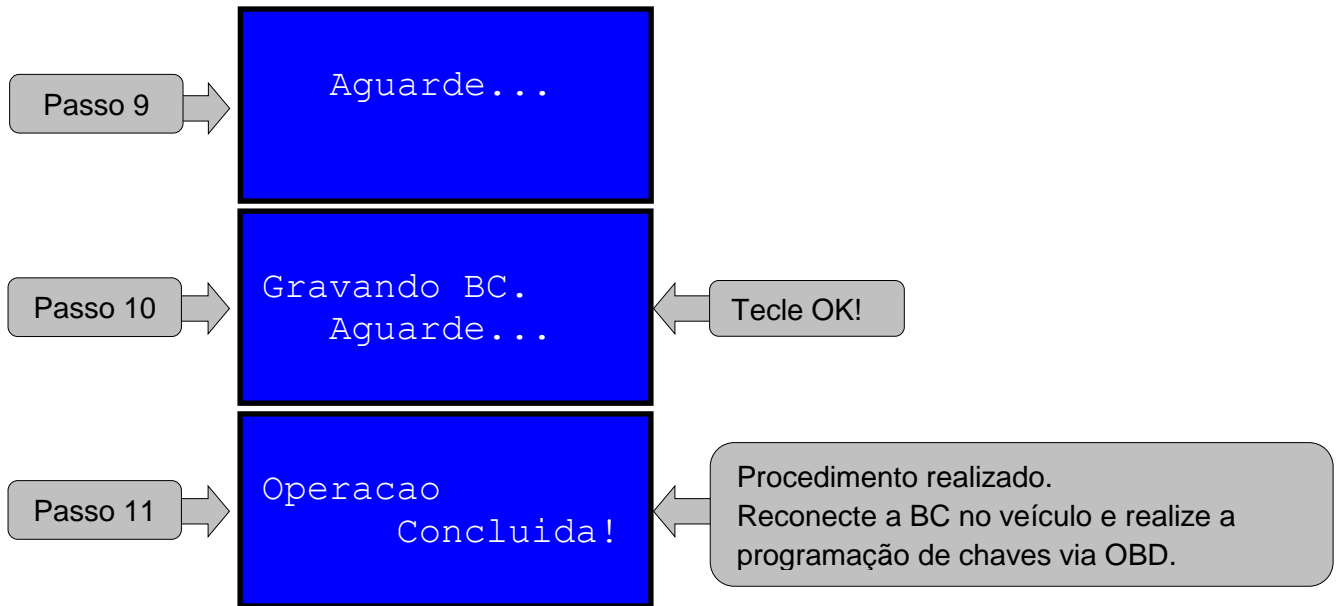 Passo 9
Aguarde...
Passo 10
Gravando BC.
Aguarde...
Tecle OK!
Passo 11
Operacao
Concluida!
Procedimento realizado.
Reconecte a BC no veículo e realize a
programação de chaves via OBD.